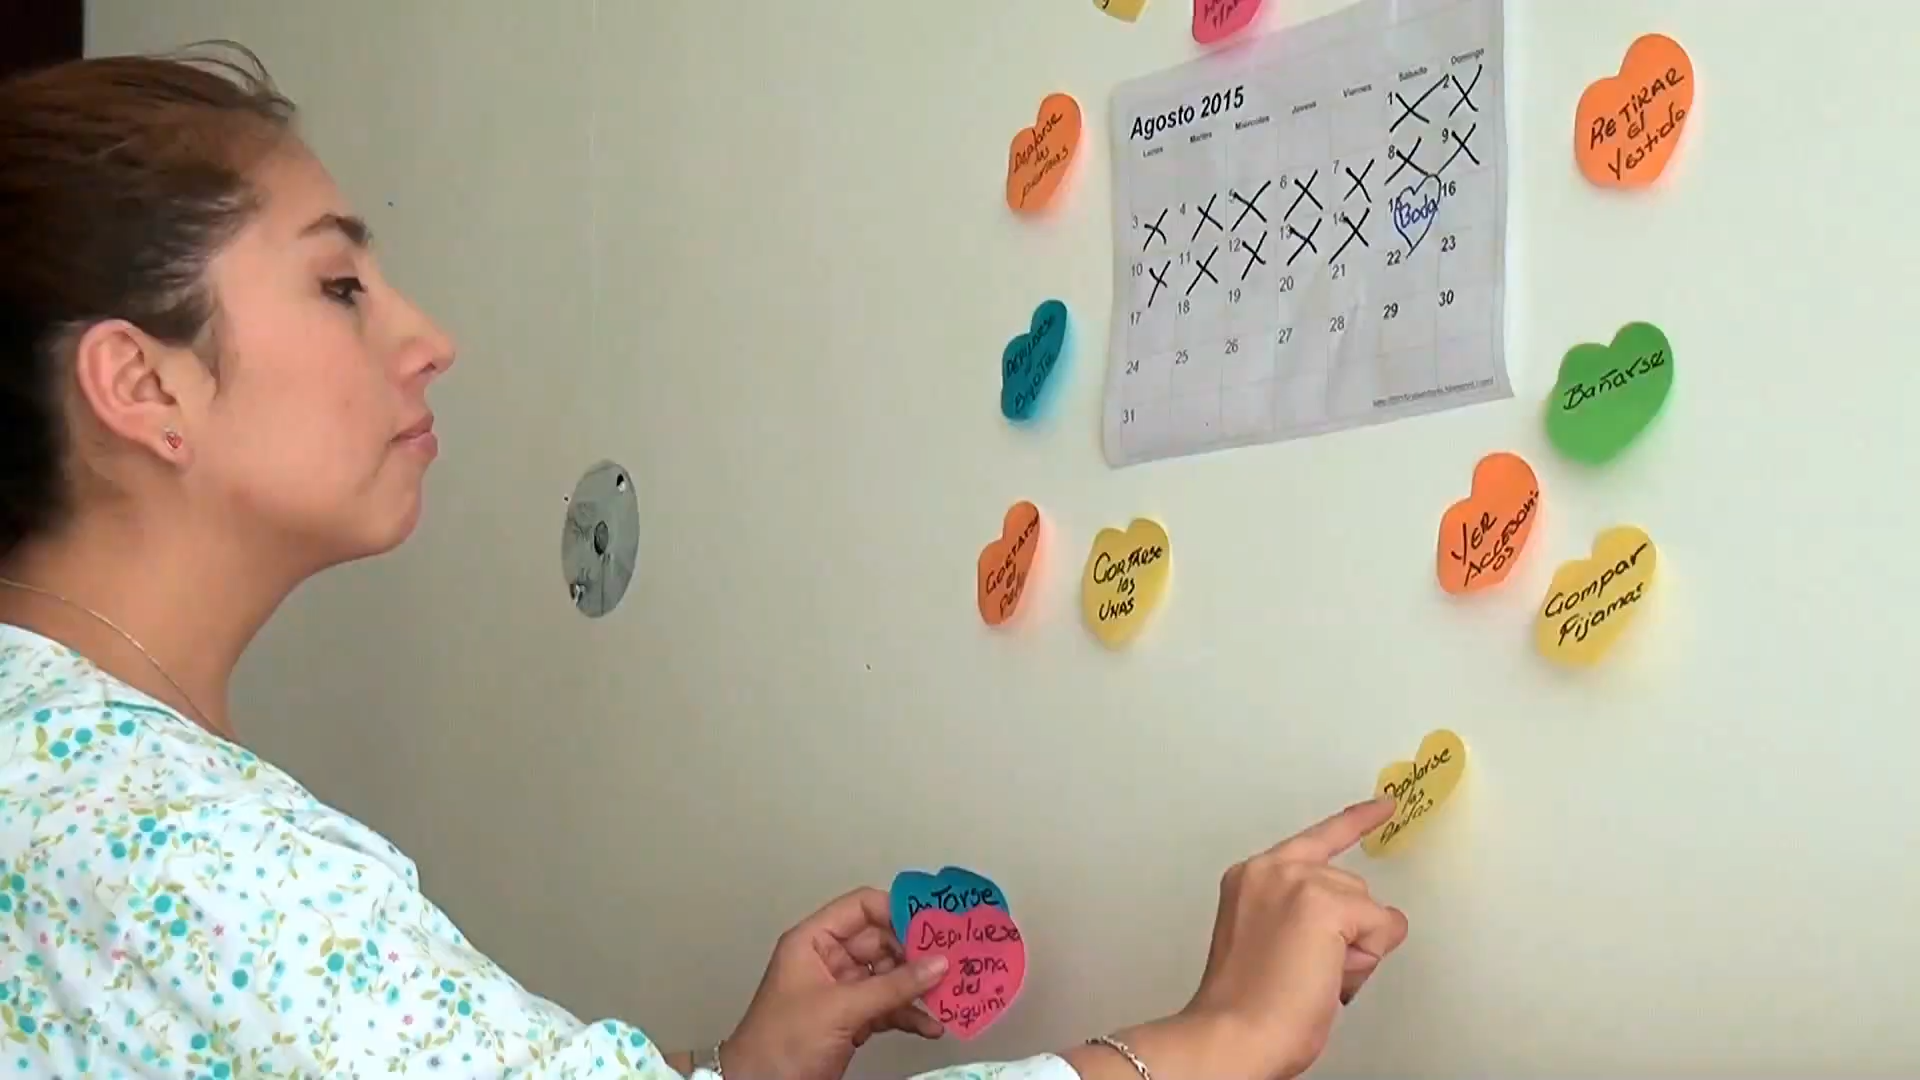 Agosto 2015
Lunes Martes Miércoles Jueves Viernes Sábado Domingo
1 2
3 4 5 6 7 8 9
10 11 12 13 14 15 16
Boda
17 18 19 20 21 22 23
24 25 26 27 28 29 30
31
RETIRAR
El
Vestido
Depilarse
las
piernas
DEPILARSE
BIGOTE
Bañarse
CORTARSE
el
pelo
CORTARSE
las
UÑAS
VER
Gompar
Pijamas
Depilarse
las
Depilarse
zona
del
biquini